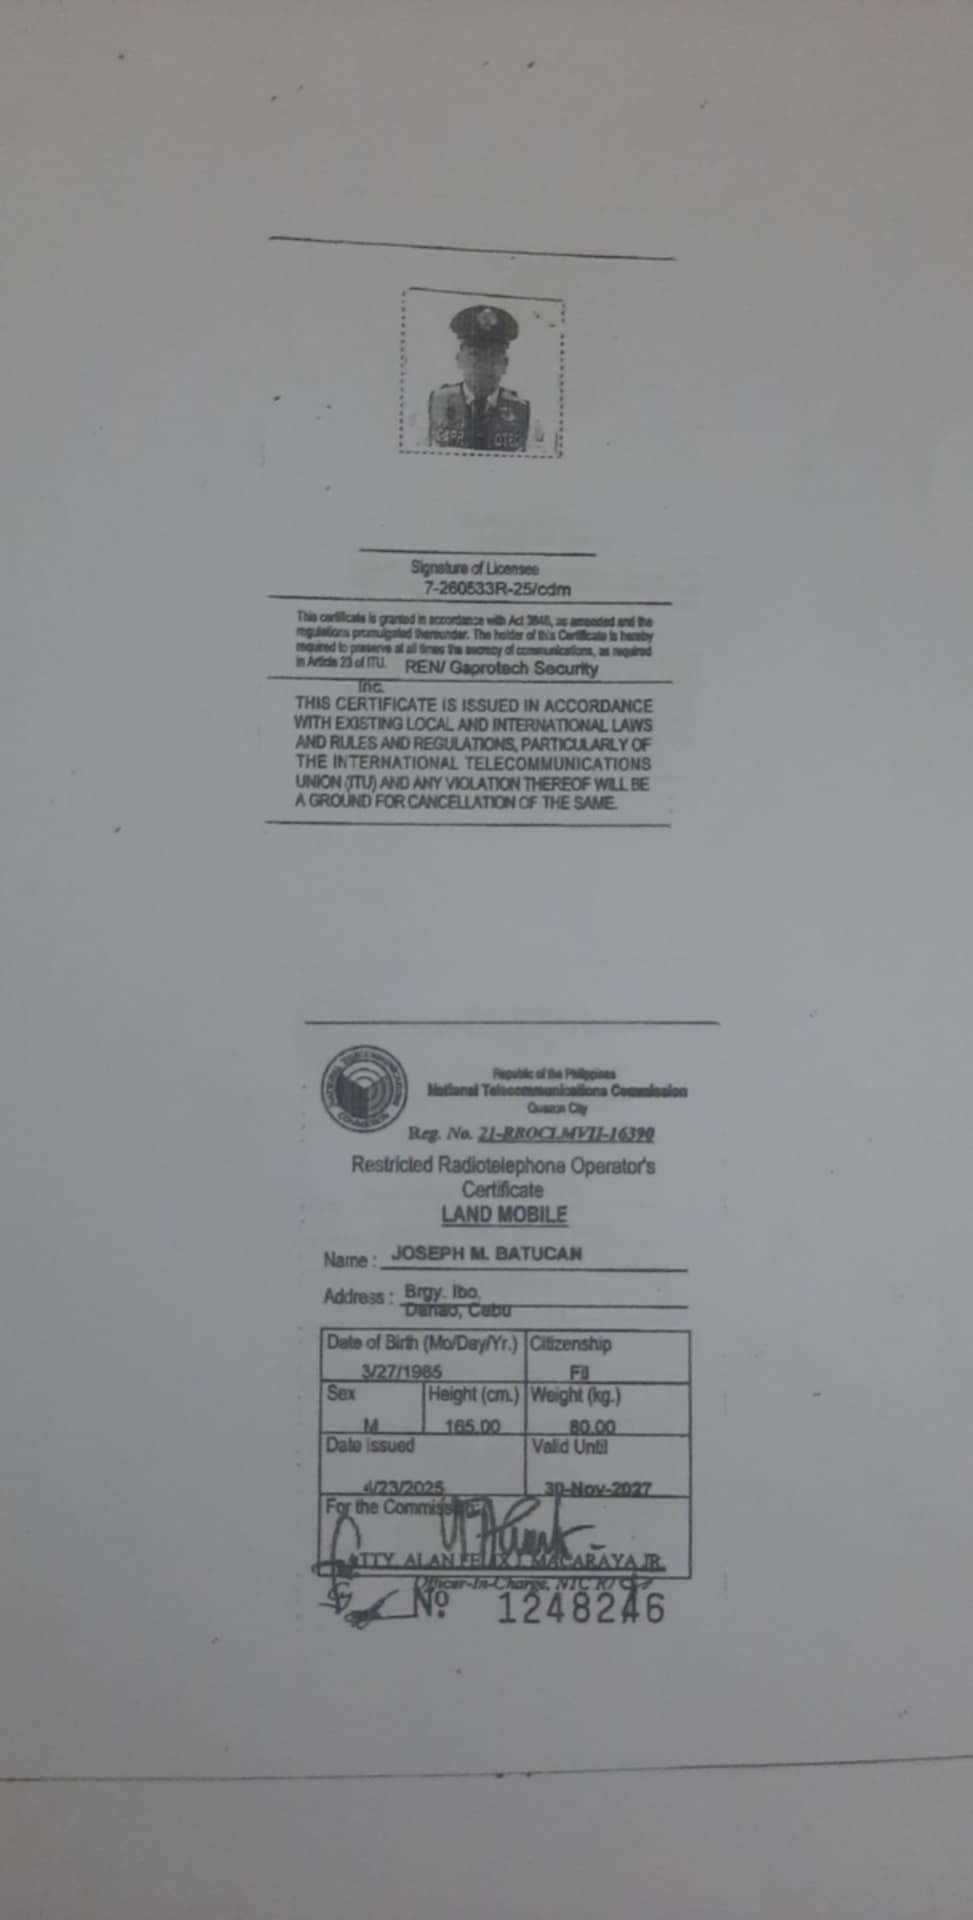 Signature of Licensee
7-260533R-25/cdm
This certificate is granted in accordance with Act 3846, as amended and the
regulations promulgated thereunder. The holder of this Certificate is hereby
required to preserve at all times the secrecy of communications, as required
in Article 23 of ITU. REN/ Gaprotech Security
Inc.
THIS CERTIFICATE IS ISSUED IN ACCORDANCE
WITH EXISTING LOCAL AND INTERNATIONAL LAWS
AND RULES AND REGULATIONS, PARTICULARLY OF
THE INTERNATIONAL TELECOMMUNICATIONS
UNION (ITU) AND ANY VIOLATION THEREOF WILL BE
A GROUND FOR CANCELLATION OF THE SAME.
NATIONAL TELECOMMUNICATIONS COMMISSION
Republic of the Philippines
National Telecommunications Commission
Quezon City
Reg. No. 21-RROCLMVII-16390
Restricted Radiotelephone Operator's
Certificate
LAND MOBILE
Name : JOSEPH M. BATUCAN
Address : Brgy. Ibo,
Danao, Cebu
Date of Birth (Mo/Day/Yr.) Citizenship
3/27/1985 Fil
Sex Height (cm.) Weight (kg.)
M 165.00 80.00
Date issued Valid Until
4/23/2025 30-Nov-2027
For the Commission:
ATTY. ALAN FELIX J. MACARAYA JR.
Officer-In-Charge, NTC
Nº 1248246